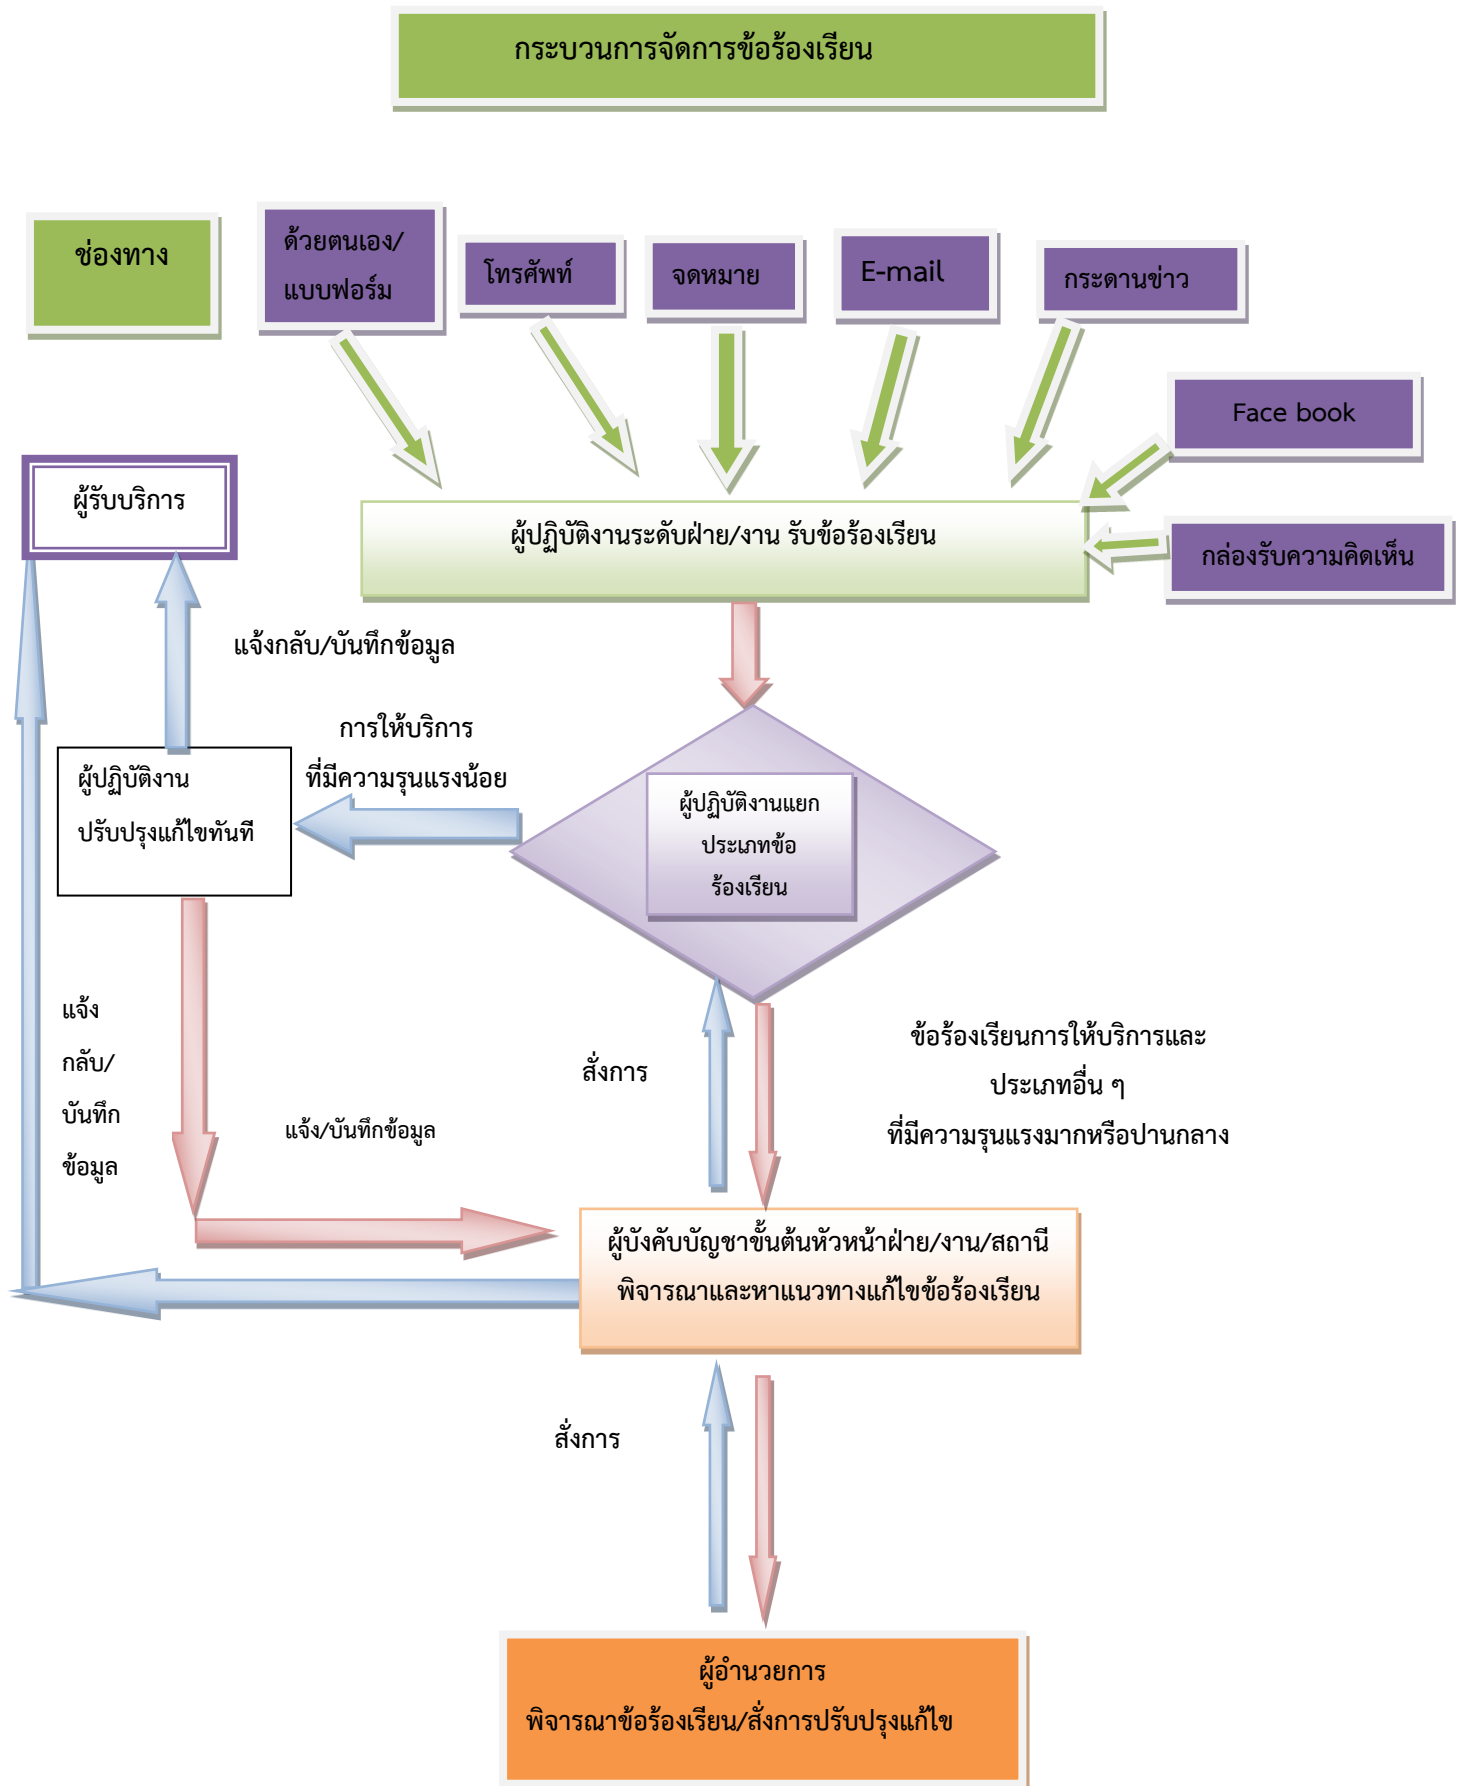 กระบวนการจัดการข้อร้องเรียน
ช่องทาง
ด้วยตนเอง/
แบบฟอร์ม
โทรศัพท์
จดหมาย
E-mail
กระดานข่าว
Face book
กล่องรับความคิดเห็น
ผู้รับบริการ
ผู้ปฏิบัติงานระดับฝ่าย/งาน รับข้อร้องเรียน
แจ้งกลับ/บันทึกข้อมูล
การให้บริการ
ที่มีความรุนแรงน้อย
ผู้ปฏิบัติงาน
ปรับปรุงแก้ไขทันที
ผู้ปฏิบัติงานแยก
ประเภทข้อ
ร้องเรียน
แจ้ง
กลับ/
บันทึก
ข้อมูล
แจ้ง/บันทึกข้อมูล
สั่งการ
ข้อร้องเรียนการให้บริการและ
ประเภทอื่น ๆ
ที่มีความรุนแรงมากหรือปานกลาง
ผู้บังคับบัญชาขั้นต้นหัวหน้าฝ่าย/งาน/สถานี
พิจารณาและหาแนวทางแก้ไขข้อร้องเรียน
สั่งการ
ผู้อำนวยการ
พิจารณาข้อร้องเรียน/สั่งการปรับปรุงแก้ไข